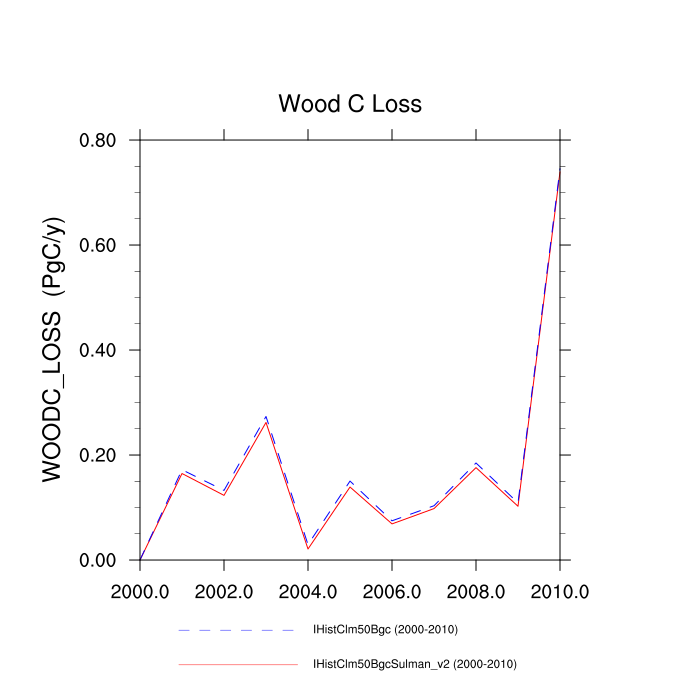 Wood C Loss
WOODC_LOSS (PgC/y)
0.80
0.60
0.40
0.20
0.00
2000.0 2002.0 2004.0 2006.0 2008.0 2010.0
IHistClm50Bgc (2000-2010)
IHistClm50BgcSulman_v2 (2000-2010)